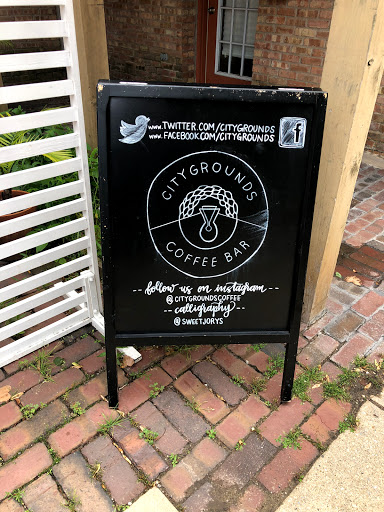 www.TWITTER.COM/CITYGROUNDS
www.FACEBOOK.COM/CITYGROUNDS
f
CITYGROUNDS
COFFEE BAR
-- follow us on instagram --
@CITYGROUNDSCOFFEE
-- calligraphy --
@SWEETJORYS